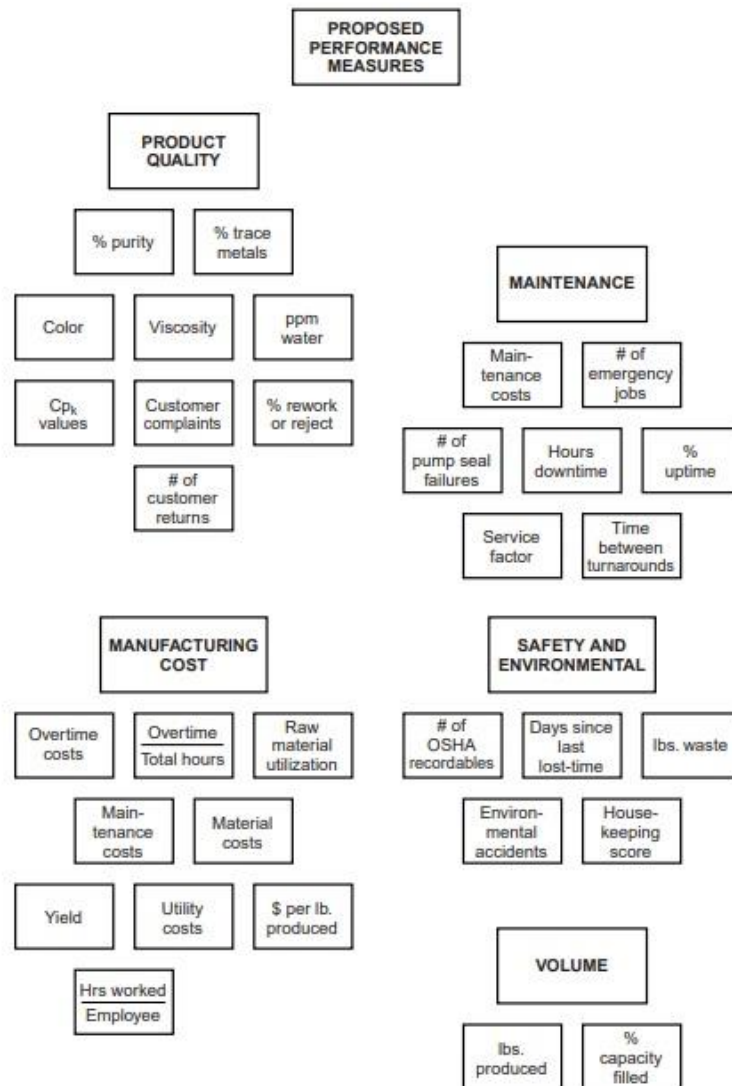 PROPOSED
PERFORMANCE
MEASURES
PRODUCT
QUALITY
% purity
% trace
metals
Color
Viscosity
ppm
water
Cpk
values
Customer
complaints
% rework
or reject
# of
customer
returns
MAINTENANCE
Main-
tenance
costs
# of
emergency
jobs
# of
pump seal
failures
Hours
downtime
%
uptime
Service
factor
Time
between
turnarounds
MANUFACTURING
COST
Overtime
costs
Overtime
Total hours
Raw
material
utilization
Main-
tenance
costs
Material
costs
Yield
Utility
costs
$ per lb.
produced
Hrs worked
Employee
SAFETY AND
ENVIRONMENTAL
# of
OSHA
recordables
Days since
last
lost-time
lbs. waste
Environ-
mental
accidents
House-
keeping
score
VOLUME
lbs.
produced
%
capacity
filled